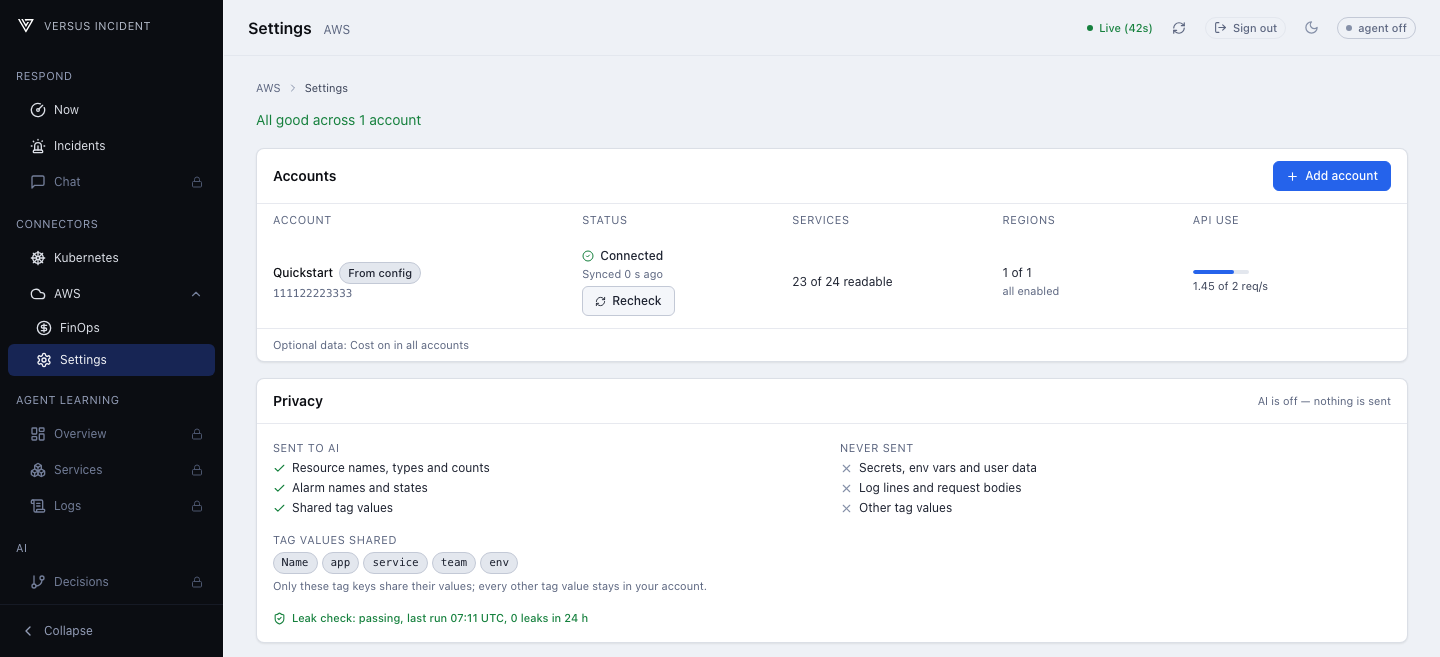 VERSUS INCIDENT
RESPOND
Now
Incidents
Chat
CONNECTORS
Kubernetes
AWS
FinOps
Settings
AGENT LEARNING
Overview
Services
Logs
AI
Decisions
Collapse
Settings AWS
Live (42s)
Sign out
agent off
AWS > Settings
All good across 1 account
Accounts
+ Add account
ACCOUNT STATUS SERVICES REGIONS API USE
Quickstart From config
111122223333
Connected
Synced 0 s ago
Recheck
23 of 24 readable
1 of 1
all enabled
1.45 of 2 req/s
Optional data: Cost on in all accounts
Privacy
AI is off — nothing is sent
SENT TO AI
Resource names, types and counts
Alarm names and states
Shared tag values
NEVER SENT
Secrets, env vars and user data
Log lines and request bodies
Other tag values
TAG VALUES SHARED
Name app service team env
Only these tag keys share their values; every other tag value stays in your account.
Leak check: passing, last run 07:11 UTC, 0 leaks in 24 h